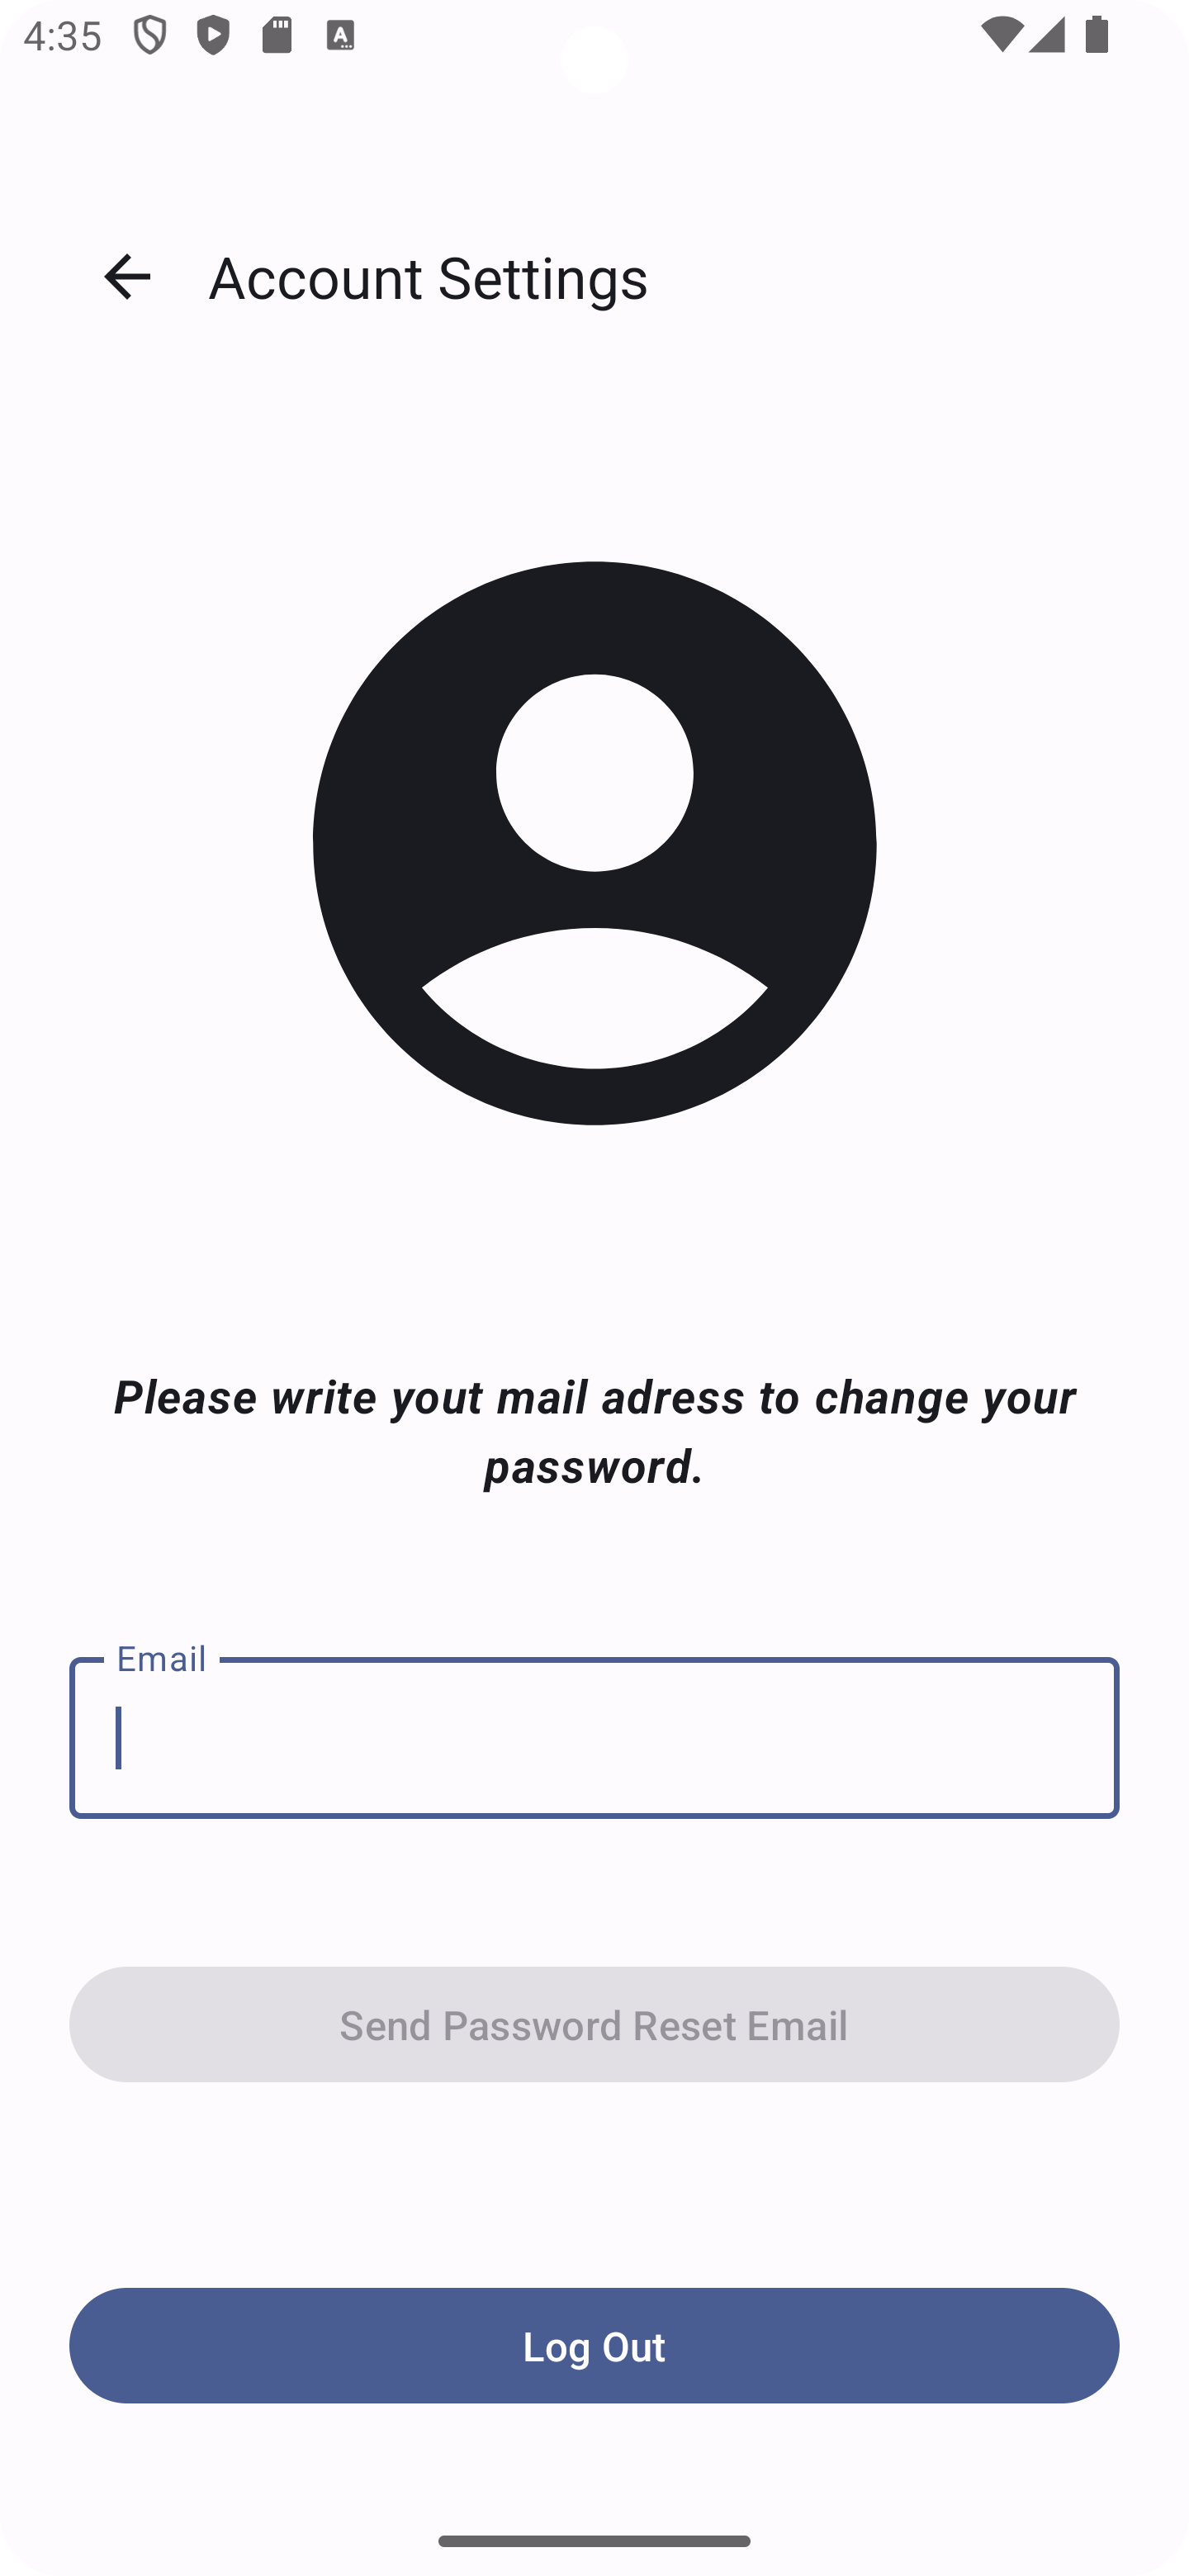 4:35
Account Settings
Please write yout mail adress to change your
password.
Email
Send Password Reset Email
Log Out